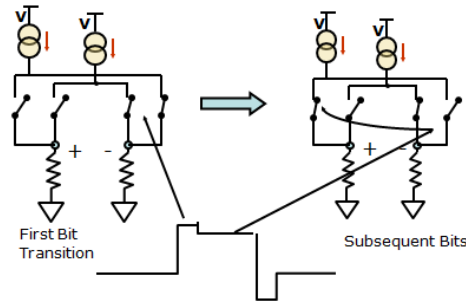 V V
V V
+ -
+ -
First Bit
Transition
Subsequent Bits